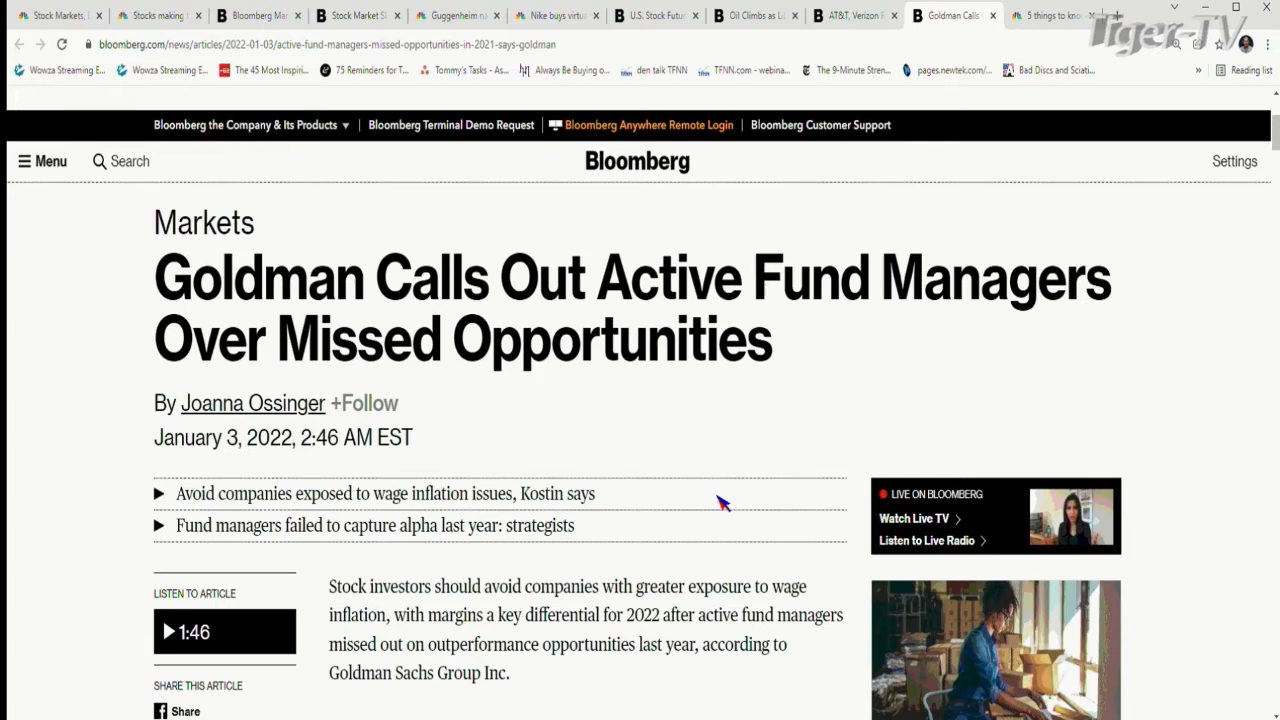 Stock Markets,
Stocks making
Bloomberg Mar
Stock Market S
Guggenheim na
Nike buys virtu
U.S. Stock Futu
Oil Climbs as Li
AT&T, Verizon R
Goldman Calls
5 things to kno
Tiger-TV
bloomberg.com/news/articles/2022-01-03/active-fund-managers-missed-opportunities-in-2021-says-goldman
Wowza Streaming E...
Wowza Streaming E...
The 45 Most Inspiri...
75 Reminders for T...
Tommy's Tasks - As...
Always Be Buying o...
den talk TFNN
TFNN.com - webina...
The 9-Minute Stren...
pages.newtek.com/...
Bad Discs and Sciati...
»
Reading list
Bloomberg the Company & Its Products ▼
Bloomberg Terminal Demo Request
Bloomberg Anywhere Remote Login
Bloomberg Customer Support
Menu
Search
Bloomberg
Settings
Markets
Goldman Calls Out Active Fund Managers
Over Missed Opportunities
By Joanna Ossinger +Follow
January 3, 2022, 2:46 AM EST
Avoid companies exposed to wage inflation issues, Kostin says
Fund managers failed to capture alpha last year: strategists
LIVE ON BLOOMBERG
Watch Live TV >
Listen to Live Radio >
LISTEN TO ARTICLE
1:46
SHARE THIS ARTICLE
Share
Stock investors should avoid companies with greater exposure to wage
inflation, with margins a key differential for 2022 after active fund managers
missed out on outperformance opportunities last year, according to
Goldman Sachs Group Inc.